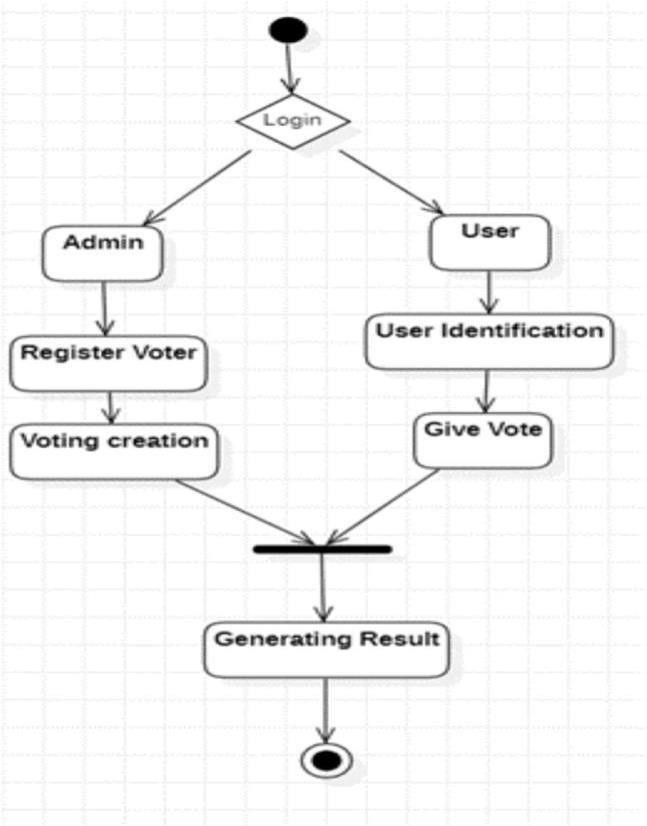 Login
Admin
User
Register Voter
User Identification
Voting creation
Give Vote
Generating Result